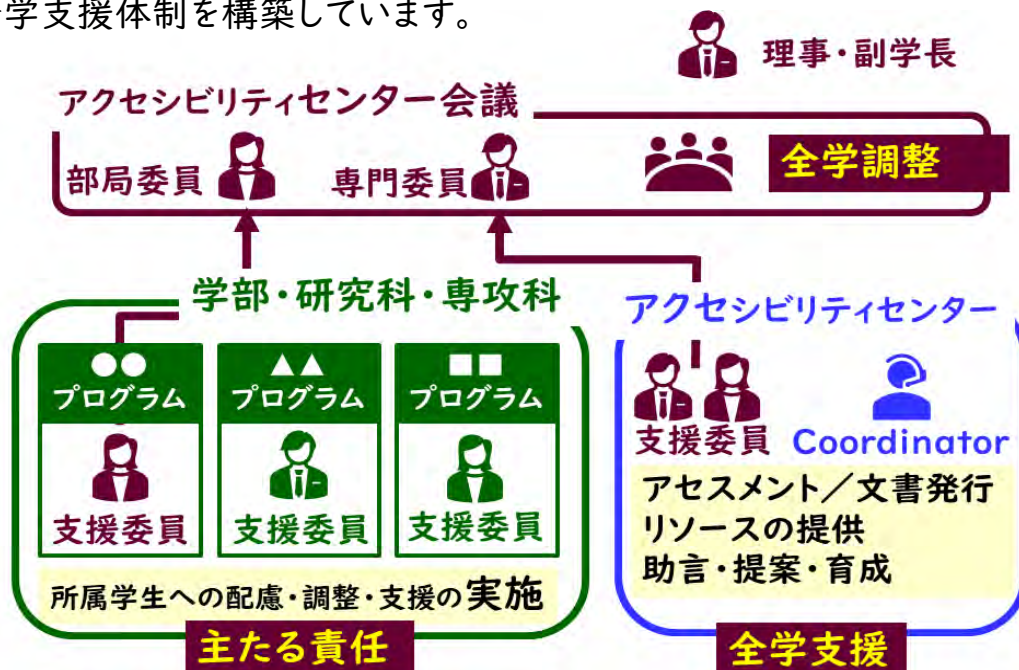 学支援体制を構築しています。
理事・副学長
アクセシビリティセンター会議
部局委員
専門委員
全学調整
学部・研究科・専攻科
●●
プログラム
支援委員
▲▲
プログラム
支援委員
■■
プログラム
支援委員
所属学生への配慮・調整・支援の実施
主たる責任
アクセシビリティセンター
支援委員
Coordinator
アセスメント／文書発行
リソースの提供
助言・提案・育成
全学支援